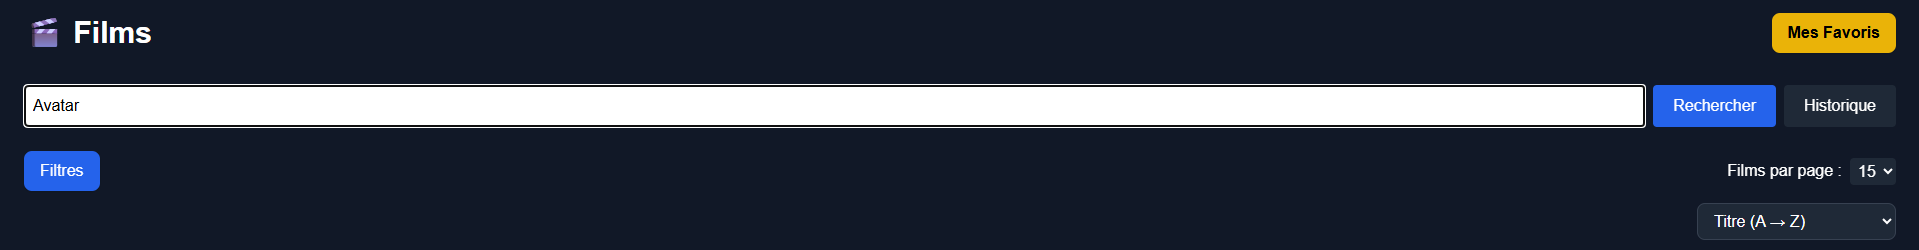 Films
Mes Favoris
Avatar
Rechercher
Historique
Filtres
Films par page :
15
Titre (A → Z)